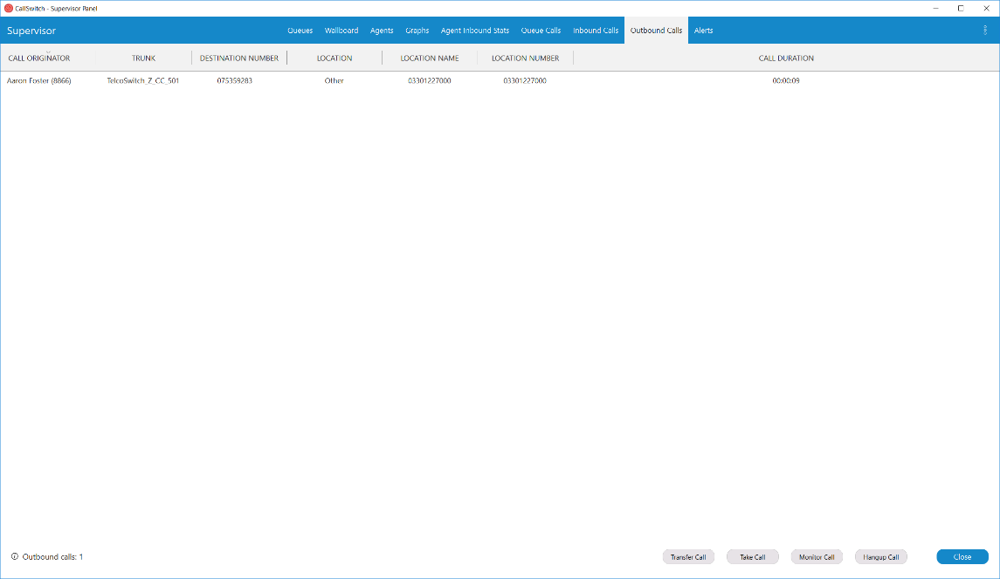 CallSwitch - Supervisor Panel
Supervisor Queues Wallboard Agents Graphs Agent Inbound Stats Queue Calls Inbound Calls Outbound Calls Alerts
CALL ORIGINATOR TRUNK DESTINATION NUMBER LOCATION LOCATION NAME LOCATION NUMBER CALL DURATION
Aaron Foster (8866) TelcoSwitch_Z_CC_501 075359283 Other 03301227000 03301227000 00:00:09
Outbound calls: 1 Transfer Call Take Call Monitor Call Hangup Call Close